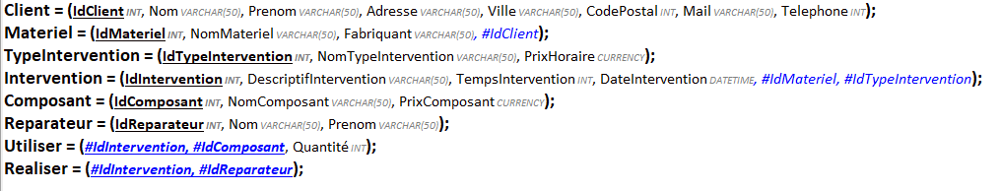 Client = (IdClient INT, Nom VARCHAR(50), Prenom VARCHAR(50), Adresse VARCHAR(50), Ville VARCHAR(50), CodePostal INT, Mail VARCHAR(50), Telephone INT);
Materiel = (IdMateriel INT, NomMateriel VARCHAR(50), Fabriquant VARCHAR(50), #IdClient);
TypeIntervention = (IdTypeIntervention INT, NomTypeIntervention VARCHAR(50), PrixHoraire CURRENCY);
Intervention = (IdIntervention INT, DescriptifIntervention VARCHAR(50), TempsIntervention INT, DateIntervention DATETIME, #IdMateriel, #IdTypeIntervention);
Composant = (IdComposant INT, NomComposant VARCHAR(50), PrixComposant CURRENCY);
Reparateur = (IdReparateur INT, Nom VARCHAR(50), Prenom VARCHAR(50));
Utiliser = (#IdIntervention, #IdComposant, Quantité INT);
Realiser = (#IdIntervention, #IdReparateur);